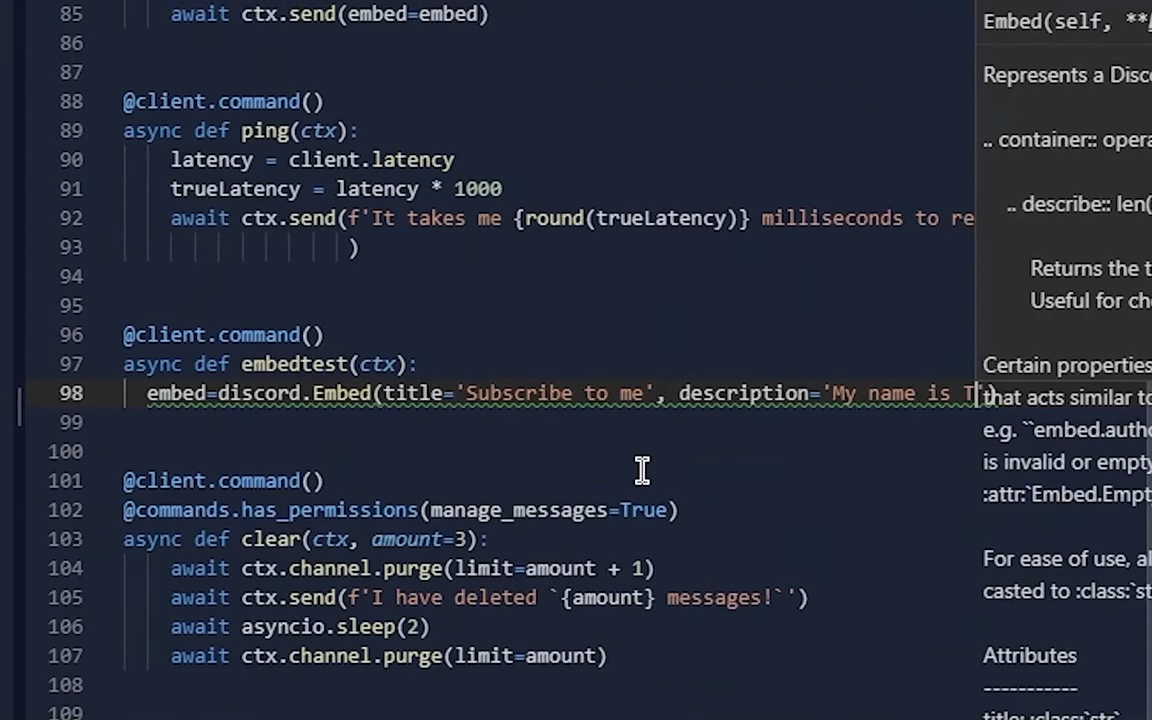 85 await ctx.send(embed=embed)
86
87
88 @client.command()
89 async def ping(ctx):
90 latency = client.latency
91 trueLatency = latency * 1000
92 await ctx.send(f'It takes me {round(trueLatency)} milliseconds to re
93 )
94
95
96 @client.command()
97 async def embedtest(ctx):
98 embed=discord.Embed(title='Subscribe to me', description='My name is T')
99
100
101 @client.command()
102 @commands.has_permissions(manage_messages=True)
103 async def clear(ctx, amount=3):
104 await ctx.channel.purge(limit=amount + 1)
105 await ctx.send(f'I have deleted `{amount} messages!`')
106 await asyncio.sleep(2)
107 await ctx.channel.purge(limit=amount)
108
109
Embed(self, **
Represents a Disc
.. container:: opera
.. describe:: len(
Returns the t
Useful for ch
Certain properties
that acts similar to
e.g. ``embed.autho
is invalid or empty
:attr:`Embed.Empt
For ease of use, al
casted to :class:`st
Attributes
-----------
title: :class:`str`